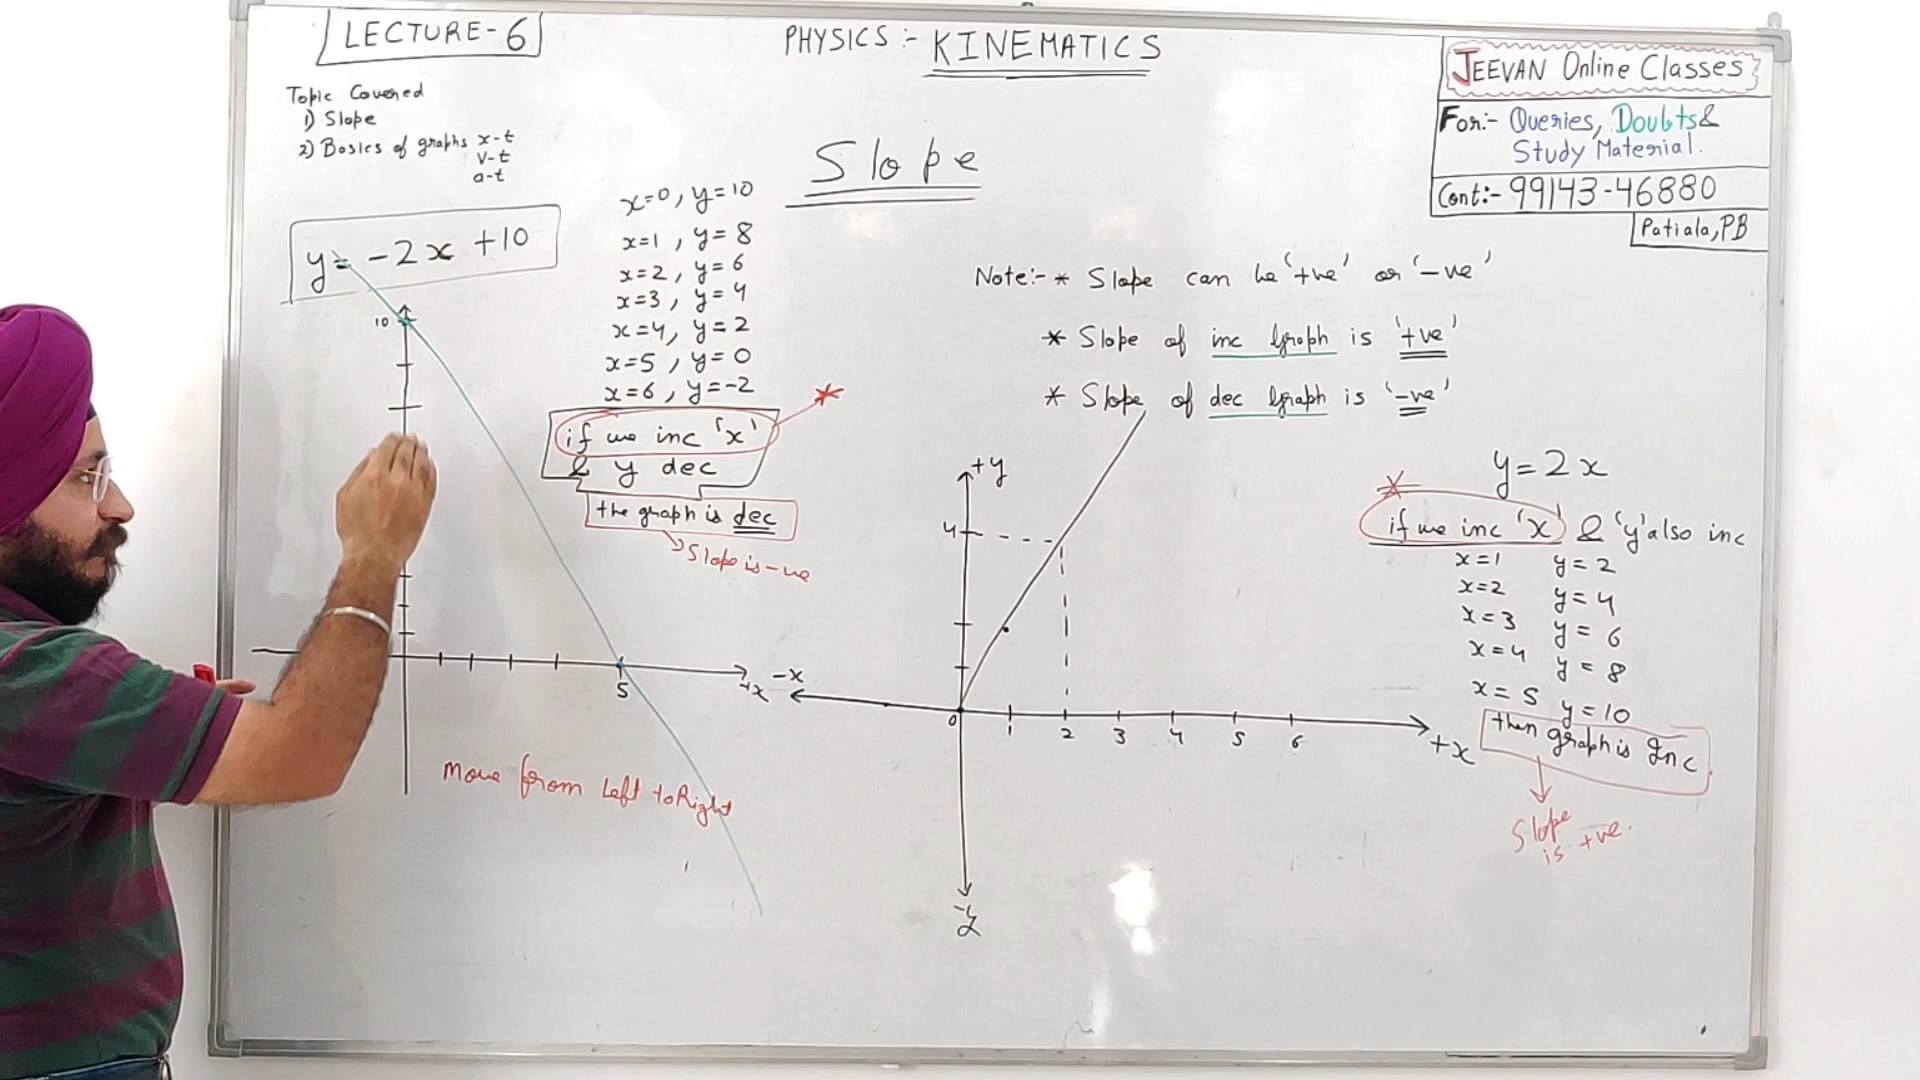 LECTURE-6
PHYSICS:- KINEMATICS
JEEVAN Online Classes
For:- Queries, Doubts &
Study Material.
Cont:- 99143-46880
Patiala, PB
Topic Covered
1) Slope
2) Basics of graphs x-t
v-t
a-t
Slope
y = -2x +10
x=0, y=10
x=1, y=8
x=2, y=6
x=3, y=4
x=4, y=2
x=5, y=0
x=6, y=-2
if we inc 'x'
& y dec
the graph is dec
Slope is -ve
10
5
+x
Move from Left to Right
Note:- * Slope can be '+ve' or '-ve'
* Slope of inc Graph is '+ve'
* Slope of dec Graph is '-ve'
+y
4
-x
0
1 2 3 4 5 6
+x
-y
y = 2x
if we inc 'x' & 'y' also inc
x=1 y=2
x=2 y=4
x=3 y=6
x=4 y=8
x=5 y=10
then graph is Inc.
Slope
is +ve.